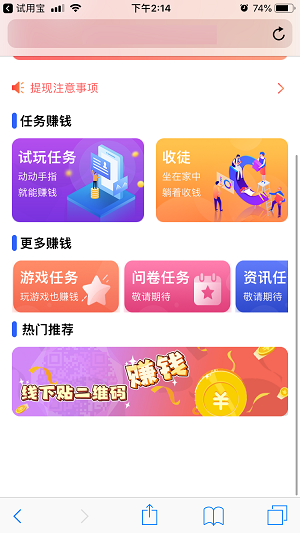 试用宝
下午2:14
74%
提现注意事项
任务赚钱
试玩任务
动动手指
就能赚钱
收徒
坐在家中
躺着收钱
更多赚钱
游戏任务
玩游戏也赚钱
问卷任务
敬请期待
资讯任
敬请期待
热门推荐
线下贴二维码
赚钱
¥